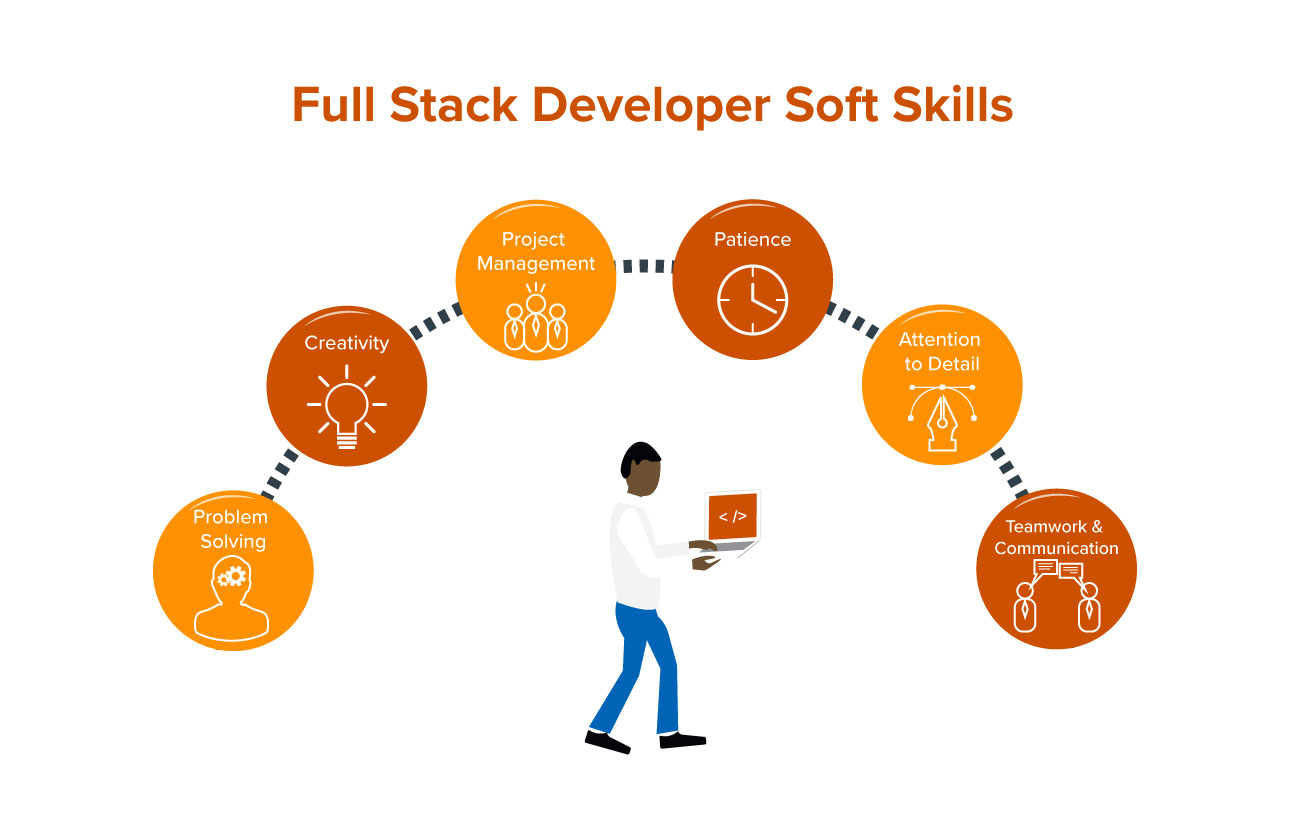 Full Stack Developer Soft Skills
Problem
Solving
Creativity
Project
Management
Patience
Attention
to Detail
Teamwork &
Communication
< />